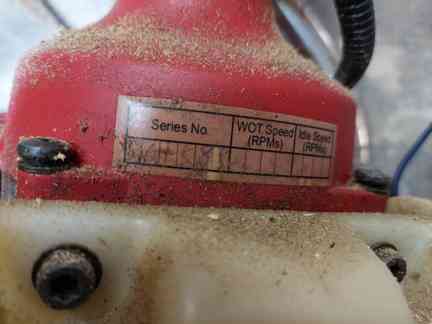 Series No.
WOT Speed
(RPMs)
Idle Speed
(RPMs)